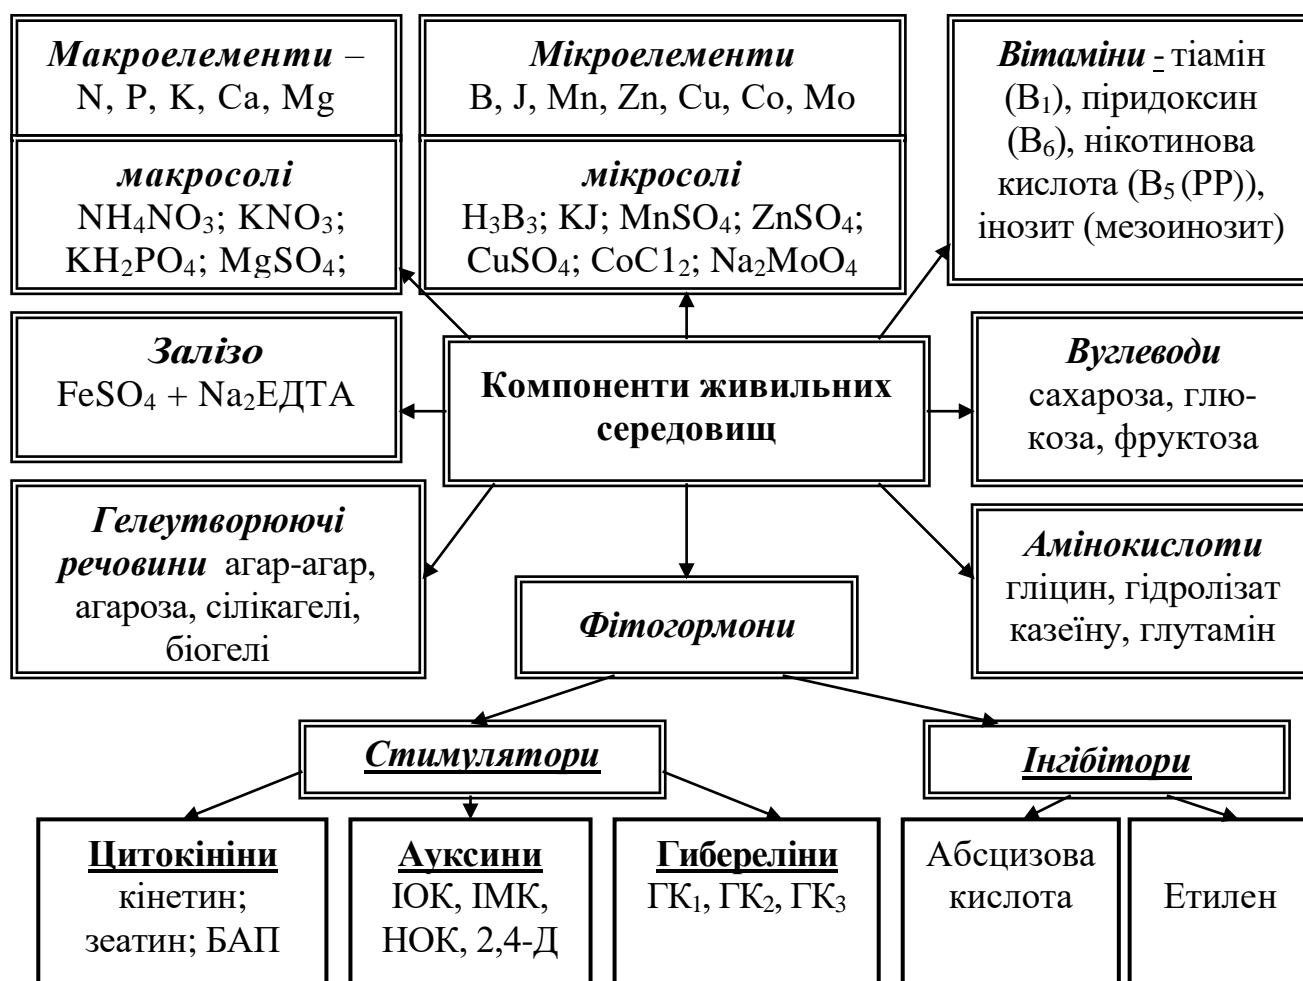 Макроелементи –
N, P, K, Ca, Mg
макросолі
NH₄NO₃; KNO₃;
KH₂PO₄; MgSO₄;
Мікроелементи
B, J, Mn, Zn, Cu, Co, Mo
мікросолі
H₃B₃; KJ; MnSO₄; ZnSO₄;
CuSO₄; CoC1₂; Na₂MoO₄
Вітаміни - тіамін
(B₁), піридоксин
(B₆), нікотинова
кислота (B₅ (PP)),
інозит (мезоинозит)
Залізо
FeSO₄ + Na₂ЕДТА
Компоненти живильних
середовищ
Вуглеводи
сахароза, глю-
коза, фруктоза
Гелеутворюючі
речовини агар-агар,
агароза, сілікагелі,
біогелі
Фітогормони
Амінокислоти
гліцин, гідролізат
казеїну, глутамін
Стимулятори
Інгібітори
Цитокініни
кінетин;
зеатин; БАП
Ауксини
ІОК, ІМК,
НОК, 2,4-Д
Гибереліни
ГК₁, ГК₂, ГК₃
Абсцизова
кислота
Етилен